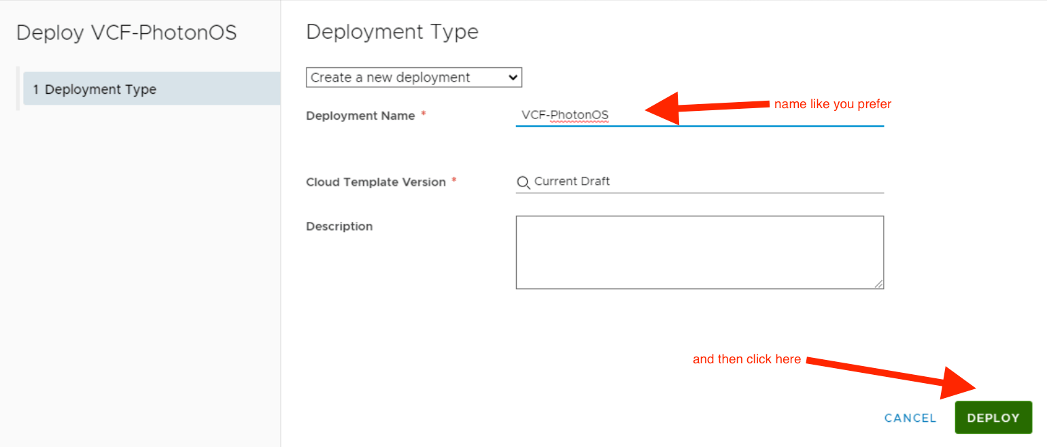 Deploy VCF-PhotonOS
1 Deployment Type
Deployment Type
Create a new deployment
Deployment Name *
VCF-PhotonOS
name like you prefer
Cloud Template Version *
Current Draft
Description
and then click here
CANCEL
DEPLOY